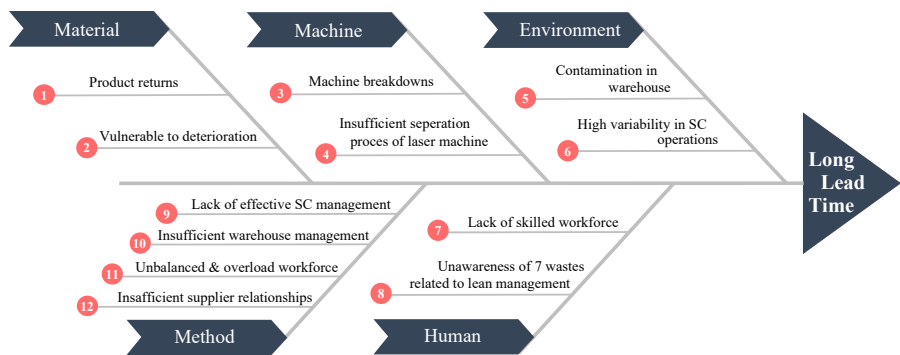 Material
Machine
Environment
1 Product returns
2 Vulnerable to deterioration
3 Machine breakdowns
4 Insufficient seperation
proces of laser machine
5 Contamination in
warehouse
6 High variability in SC
operations
Long
Lead
Time
9 Lack of effective SC management
10 Insufficient warehouse management
11 Unbalanced & overload workforce
12 Insafficient supplier relationships
7 Lack of skilled workforce
8 Unawareness of 7 wastes
related to lean management
Method
Human